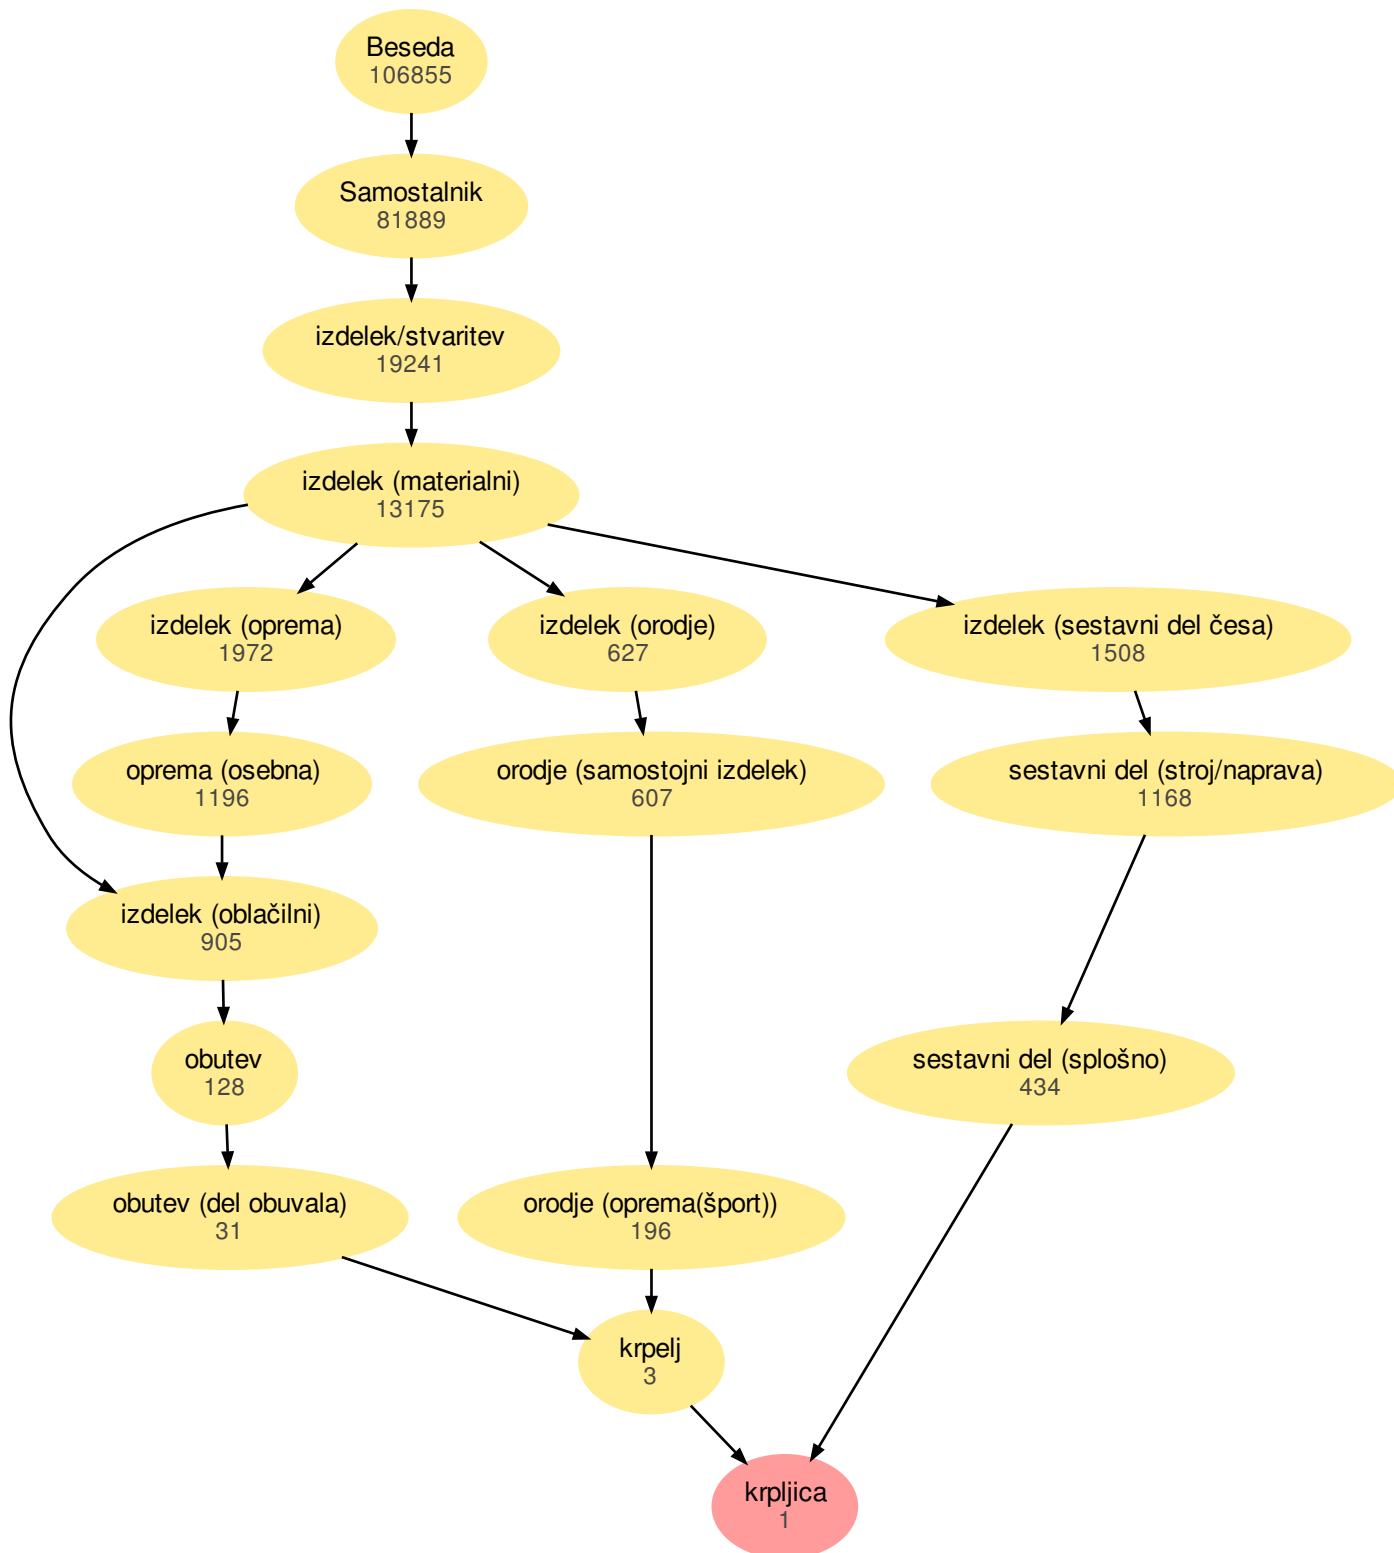 Beseda
106855
Samostalnik
81889
izdelek/stvaritev
19241
izdelek (materialni)
13175
izdelek (oprema)
1972
izdelek (orodje)
627
izdelek (sestavni del česa)
1508
oprema (osebna)
1196
orodje (samostojni izdelek)
607
sestavni del (stroj/naprava)
1168
izdelek (oblačilni)
905
obutev
128
sestavni del (splošno)
434
obutev (del obuvala)
31
orodje (oprema(šport))
196
krpelj
3
krpljica
1